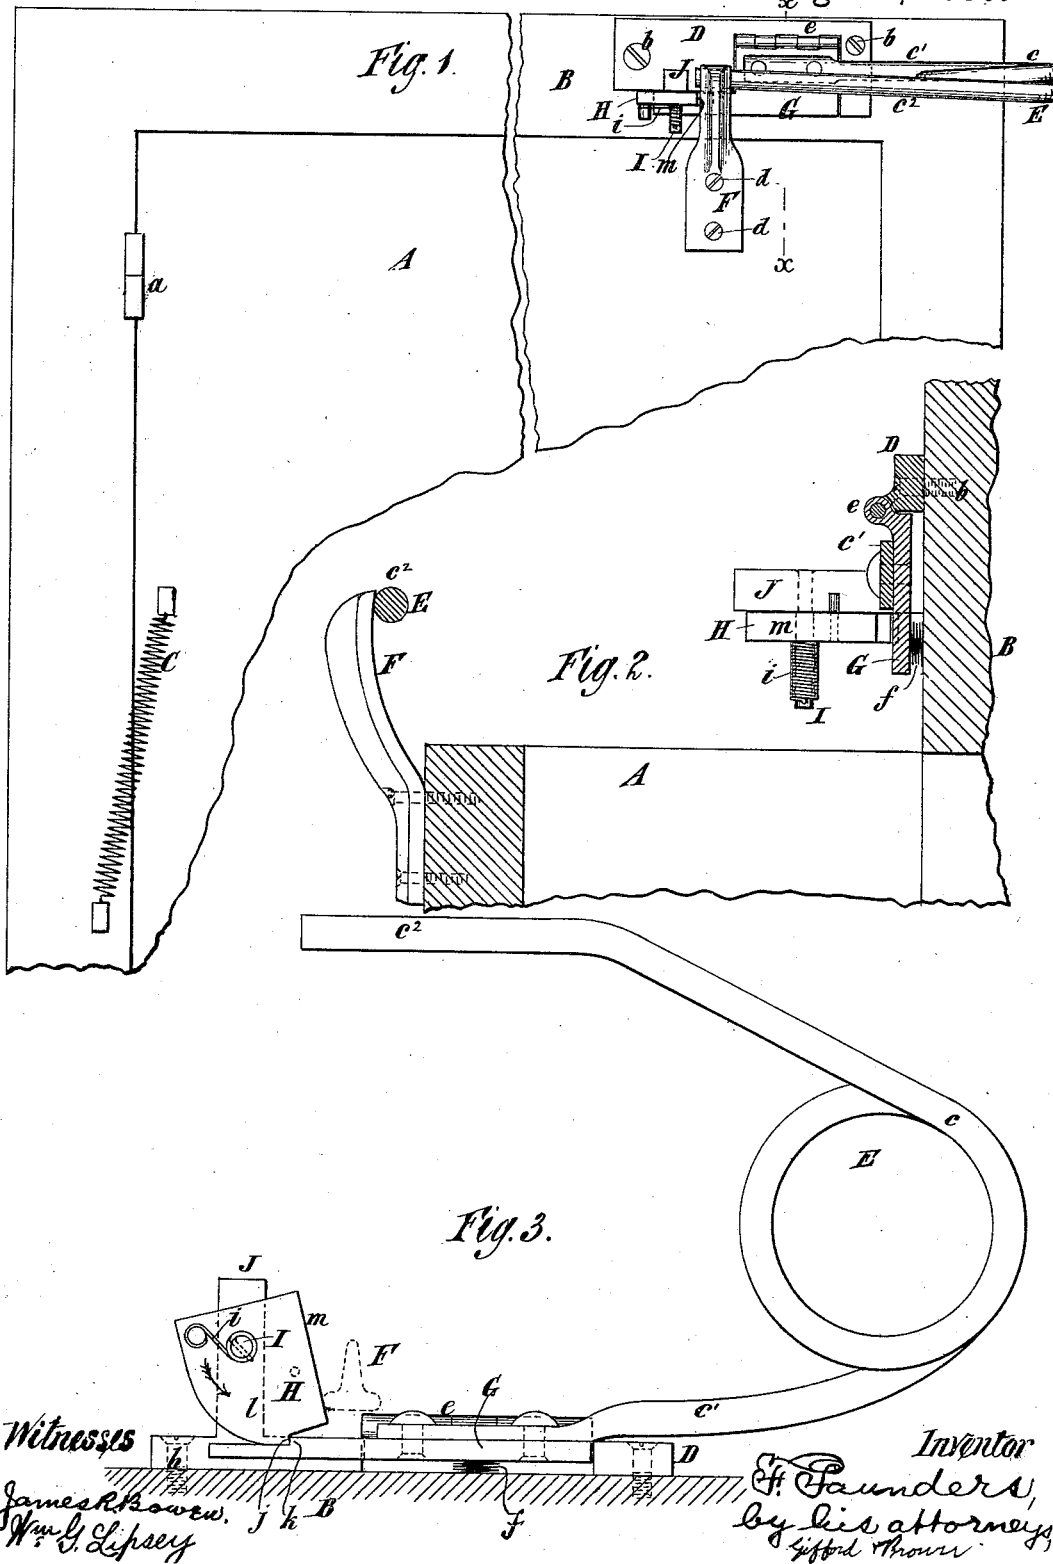 Fig. 1.
x
b
D
e
b
c'
c
B
J
H
i
G
c²
E
I
m
d
F
d
x
A
a
D
b
e
c'
c²
E
J
C
F
H
m
B
Fig. 2.
i
G
f
I
A
c²
c
E
Fig. 3.
J
i
I
m
F
H
G
e
c'
l
D
h
j
k
B
f
Witnesses
James R. Bowen.
Wm G. Lipsey
Inventor
F. Saunders,
by his attorneys,
Gifford & Brown